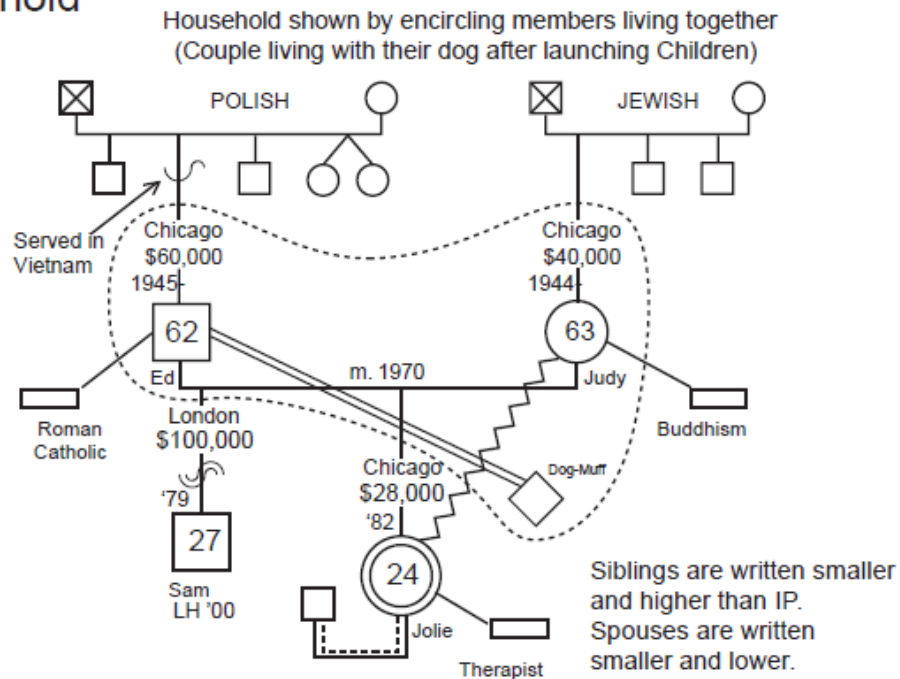 Household shown by encircling members living together
(Couple living with their dog after launching Children)
POLISH
JEWISH
Served in
Vietnam
Chicago
$60,000
1945-
Chicago
$40,000
1944-
62
63
Ed
m. 1970
Judy
Roman
Catholic
London
$100,000
Buddhism
Chicago
$28,000
Dog-Muff
'79
'82
27
24
Sam
LH '00
Jolie
Therapist
Siblings are written smaller
and higher than IP.
Spouses are written
smaller and lower.